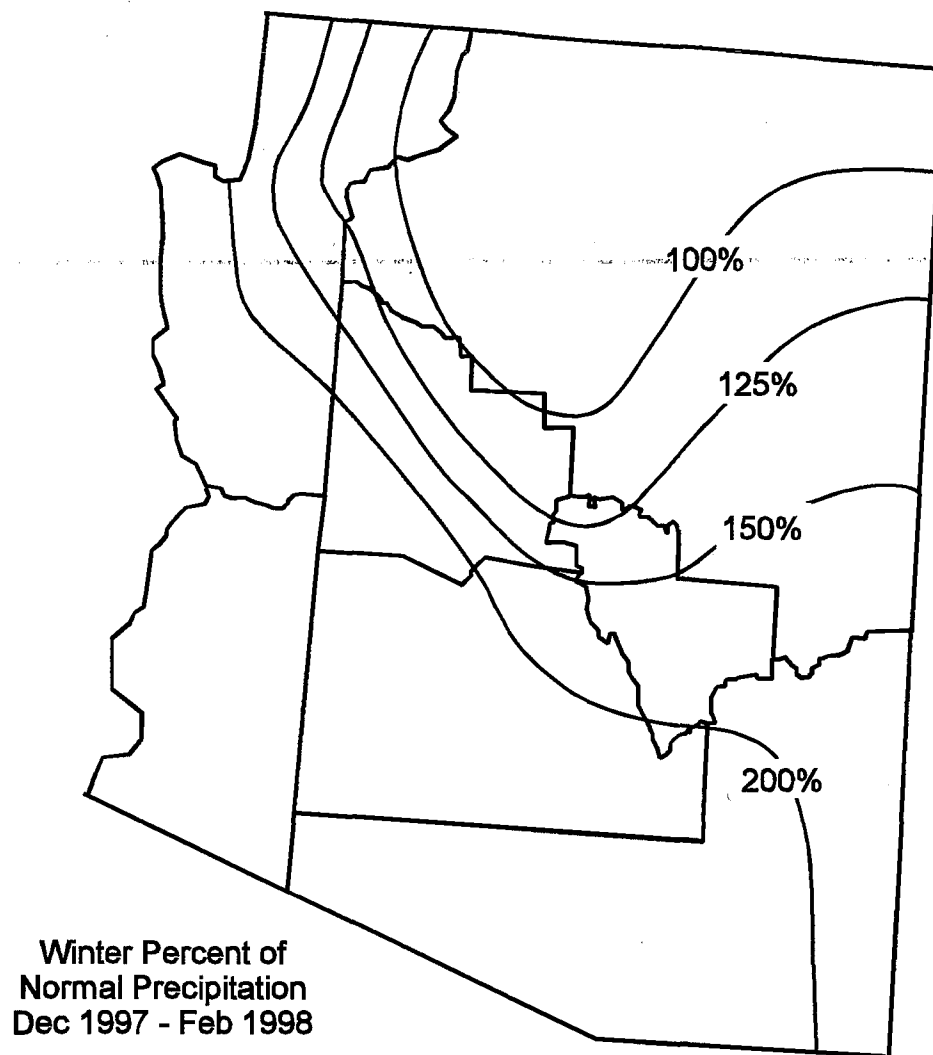 100%
125%
150%
200%
Winter Percent of
Normal Precipitation
Dec 1997 - Feb 1998